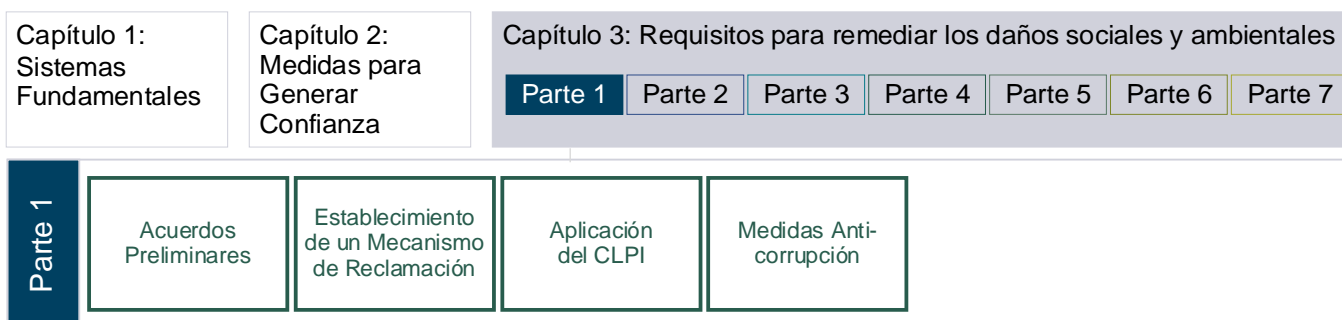 Capítulo 1:
Sistemas
Fundamentales
Capítulo 2:
Medidas para
Generar
Confianza
Capítulo 3: Requisitos para remediar los daños sociales y ambientales
Parte 1
Parte 2
Parte 3
Parte 4
Parte 5
Parte 6
Parte 7
Parte 1
Acuerdos
Preliminares
Establecimiento
de un Mecanismo
de Reclamación
Aplicación
del CLPI
Medidas Anti-
corrupción